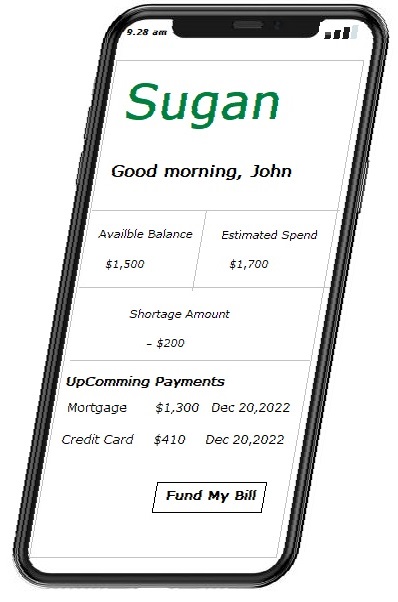 9.28 am
Sugan
Good morning, John
Availble Balance Estimated Spend
$1,500 $1,700
Shortage Amount
- $200
UpComming Payments
Mortgage $1,300 Dec 20,2022
Credit Card $410 Dec 20,2022
Fund My Bill